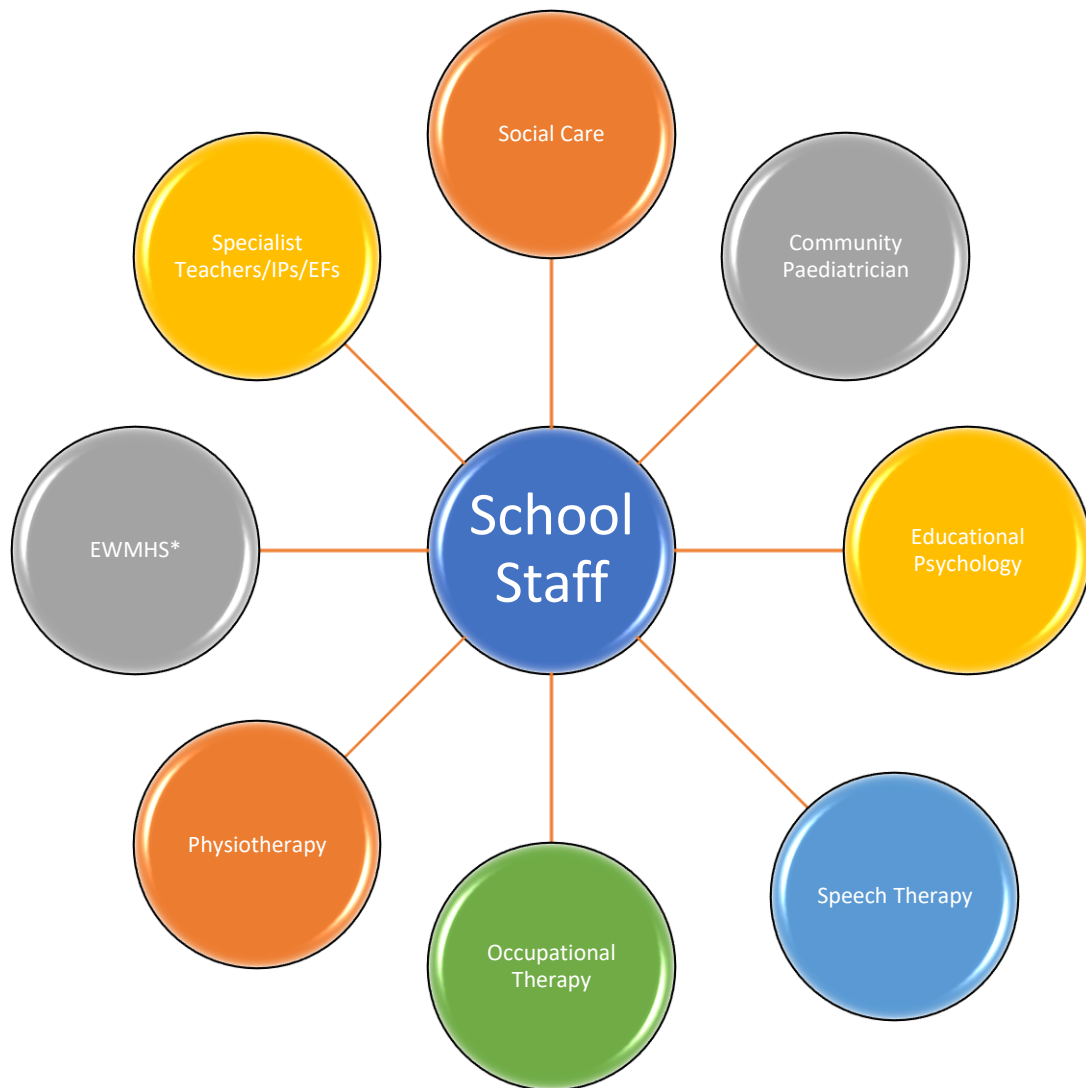 Social Care
Specialist
Teachers/IPs/EFs
Community
Paediatrician
School
Staff
EWMHS*
Educational
Psychology
Physiotherapy
Speech Therapy
Occupational
Therapy